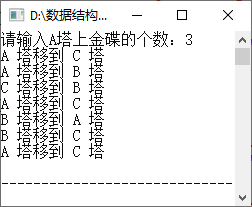 D:\数据结构...
请输入A塔上金碟的个数：3
A 塔移到 C 塔
A 塔移到 B 塔
C 塔移到 B 塔
A 塔移到 C 塔
B 塔移到 A 塔
B 塔移到 C 塔
A 塔移到 C 塔
--------------------------------